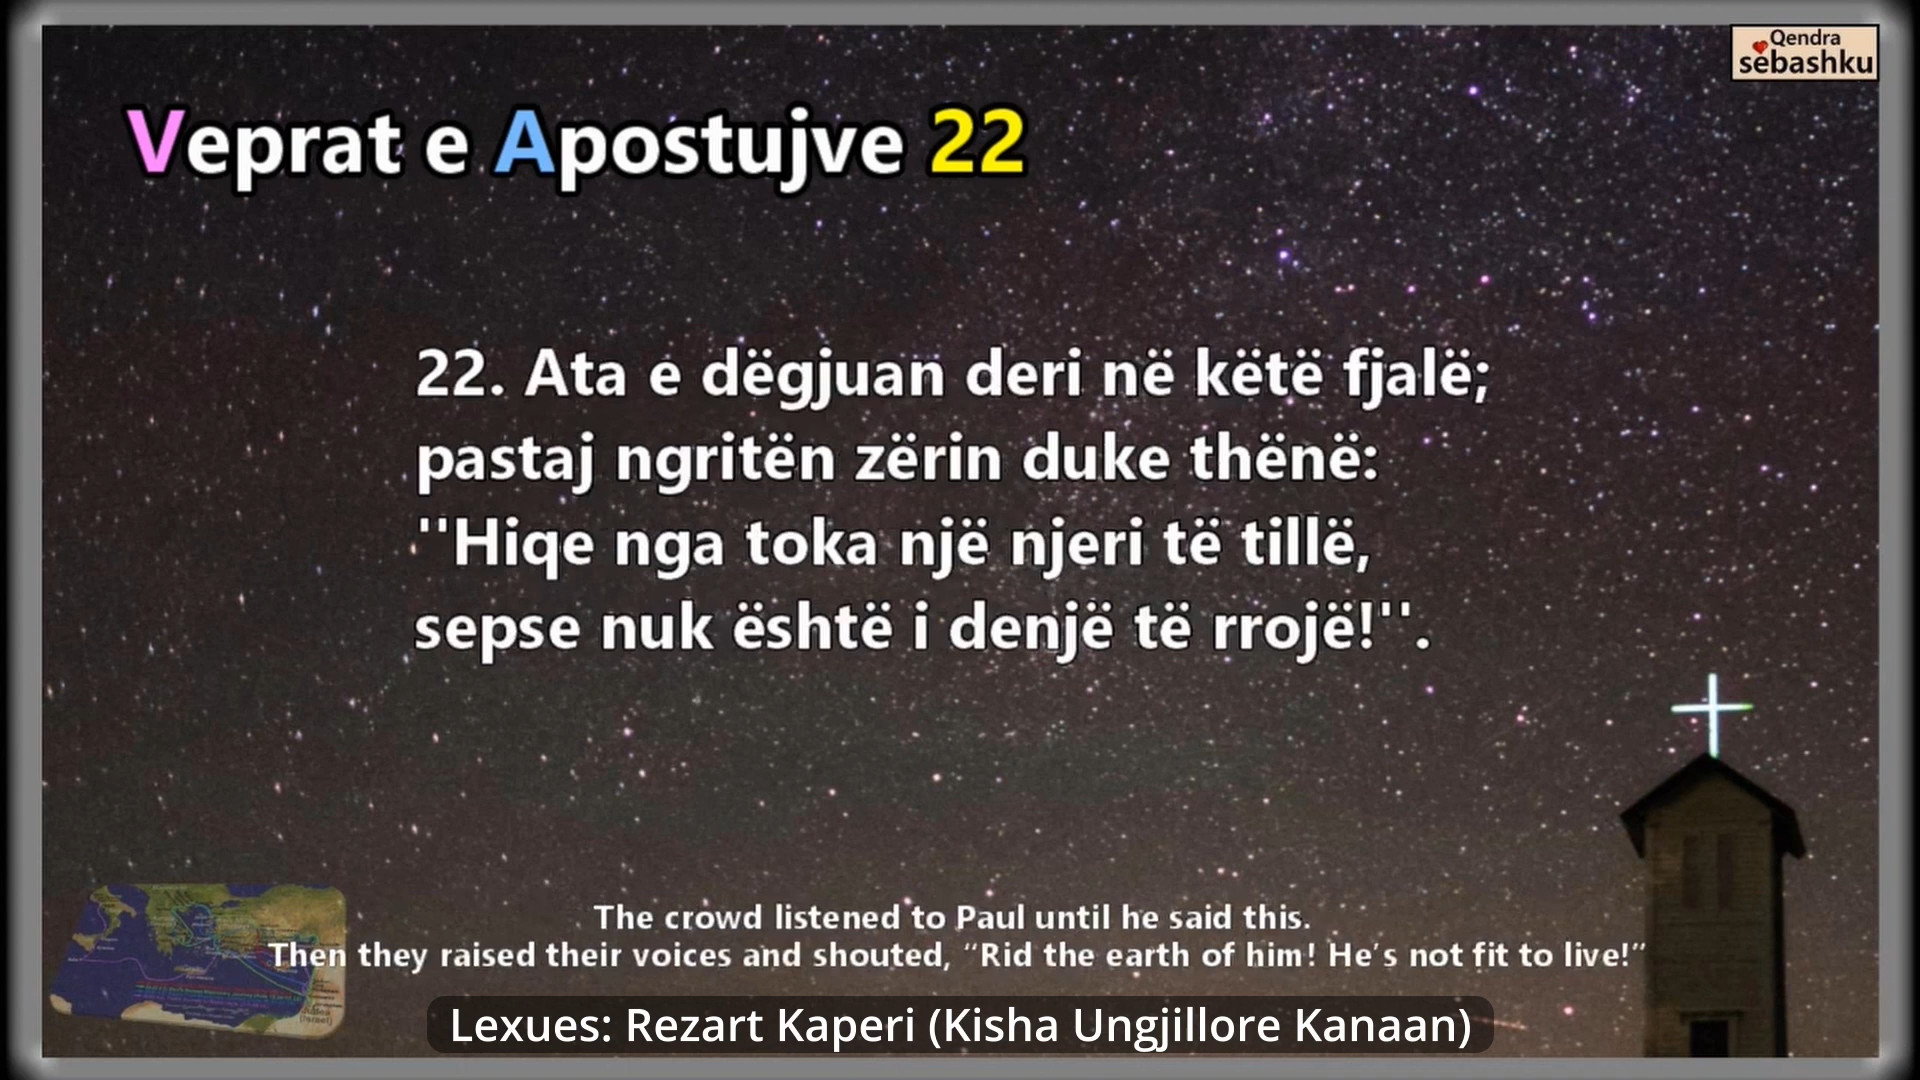 Qendra
sebashku
Veprat e Apostujve 22
22. Ata e dëgjuan deri në këtë fjalë;
pastaj ngritën zërin duke thënë:
''Hiqe nga toka një njeri të tillë,
sepse nuk është i denjë të rrojë!''.
The crowd listened to Paul until he said this.
Then they raised their voices and shouted, “Rid the earth of him! He’s not fit to live!”
Lexues: Rezart Kaperi (Kisha Ungjillore Kanaan)